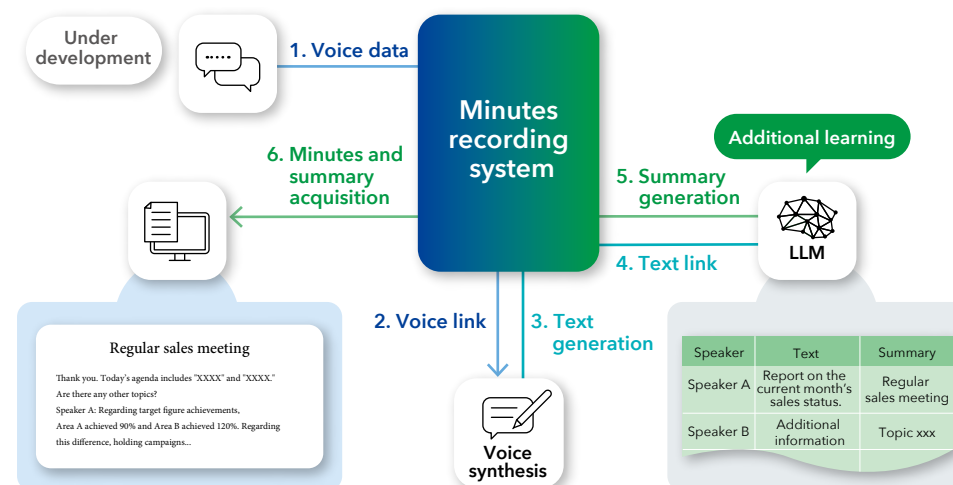 Under
development
1. Voice data
Minutes
recording
system
Additional learning
6. Minutes and
summary
acquisition
5. Summary
generation
LLM
4. Text link
2. Voice link
3. Text
generation
Regular sales meeting
Thank you. Today's agenda includes "XXXX" and "XXXX."
Are there any other topics?
Speaker A: Regarding target figure achievements,
Area A achieved 90% and Area B achieved 120%. Regarding
this difference, holding campaigns...
Voice
synthesis
Speaker Text Summary
Speaker A Report on the current month's sales status. Regular sales meeting
Speaker B Additional information Topic xxx